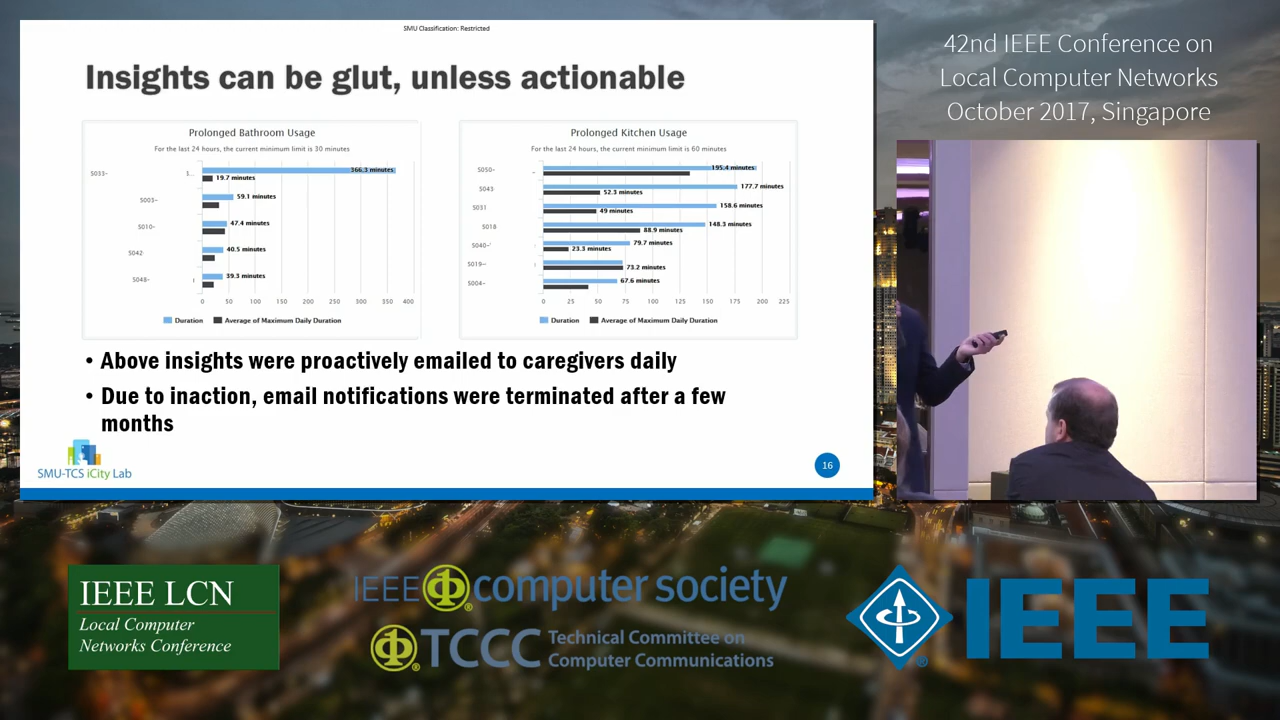 SMU Classification: Restricted
Insights can be glut, unless actionable
Prolonged Bathroom Usage
For the last 24 hours, the current minimum limit is 30 minutes
S033-
366.3 minutes
19.7 minutes
S003-
59.1 minutes
S010-
47.4 minutes
S042
40.5 minutes
S048-
39.3 minutes
0 50 100 150 200 250 300 350 400
Duration Average of Maximum Daily Duration
Prolonged Kitchen Usage
For the last 24 hours, the current minimum limit is 60 minutes
S050-
195.4 minutes
S043
177.7 minutes
52.3 minutes
S031
158.6 minutes
49 minutes
S018
148.3 minutes
88.9 minutes
S040-
79.7 minutes
23.3 minutes
S019-
73.2 minutes
S004-
67.6 minutes
0 25 50 75 100 125 150 175 200 225
Duration Average of Maximum Daily Duration
• Above insights were proactively emailed to caregivers daily
• Due to inaction, email notifications were terminated after a few
months
SMU-TCS iCity Lab
16
42nd IEEE Conference on
Local Computer Networks
October 2017, Singapore
IEEE LCN
Local Computer
Networks Conference
IEEE computer society
TCCC Technical Committee on
Computer Communications
IEEE